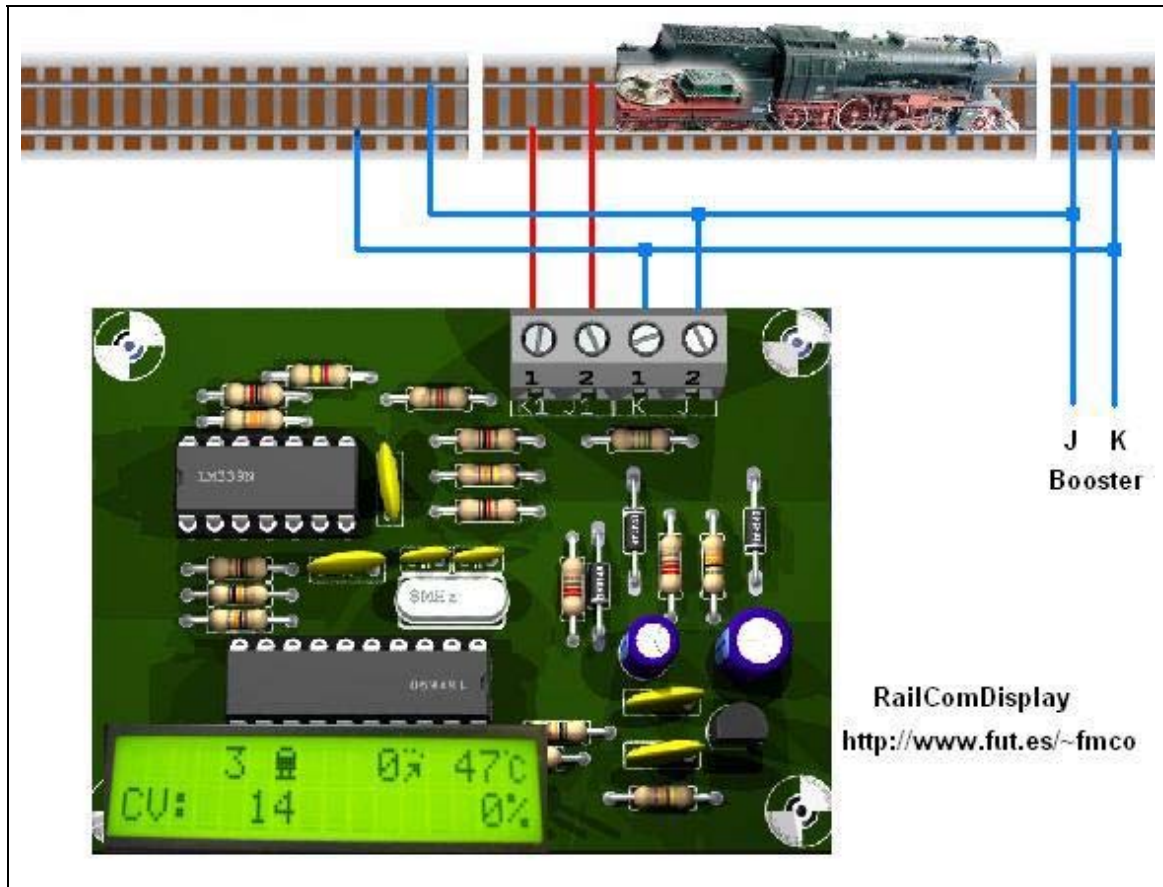 1 2 1 2
K1 J1 K J
J K
Booster
LM339N
8MHz
RailComDisplay
http://www.fut.es/~fmco
3 0 47°C
CV: 14 0%